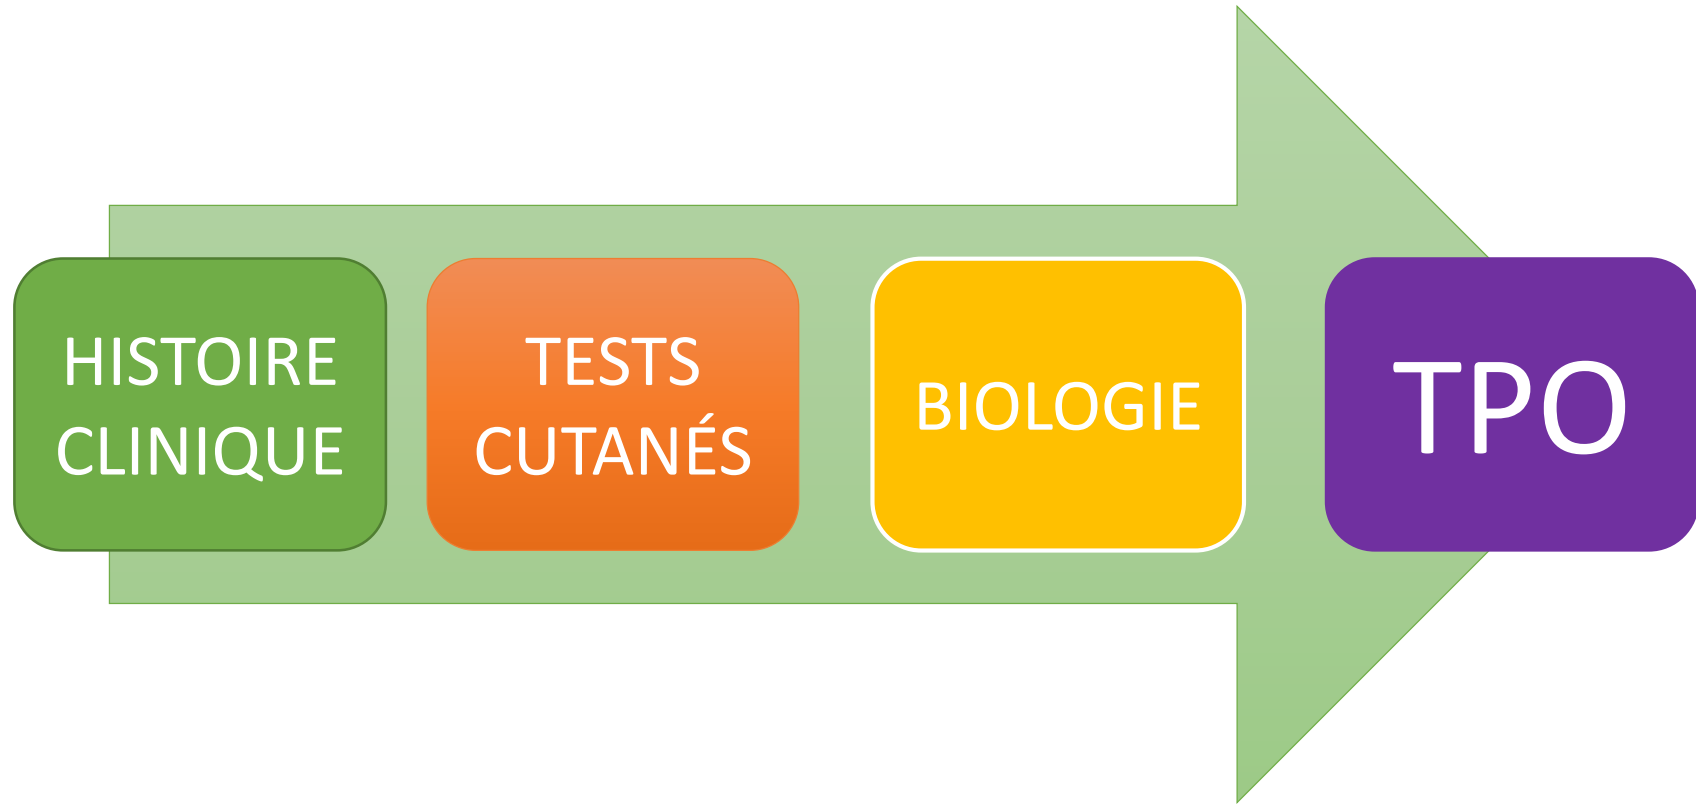 HISTOIRE
CLINIQUE
TESTS
CUTANÉS
BIOLOGIE
TPO